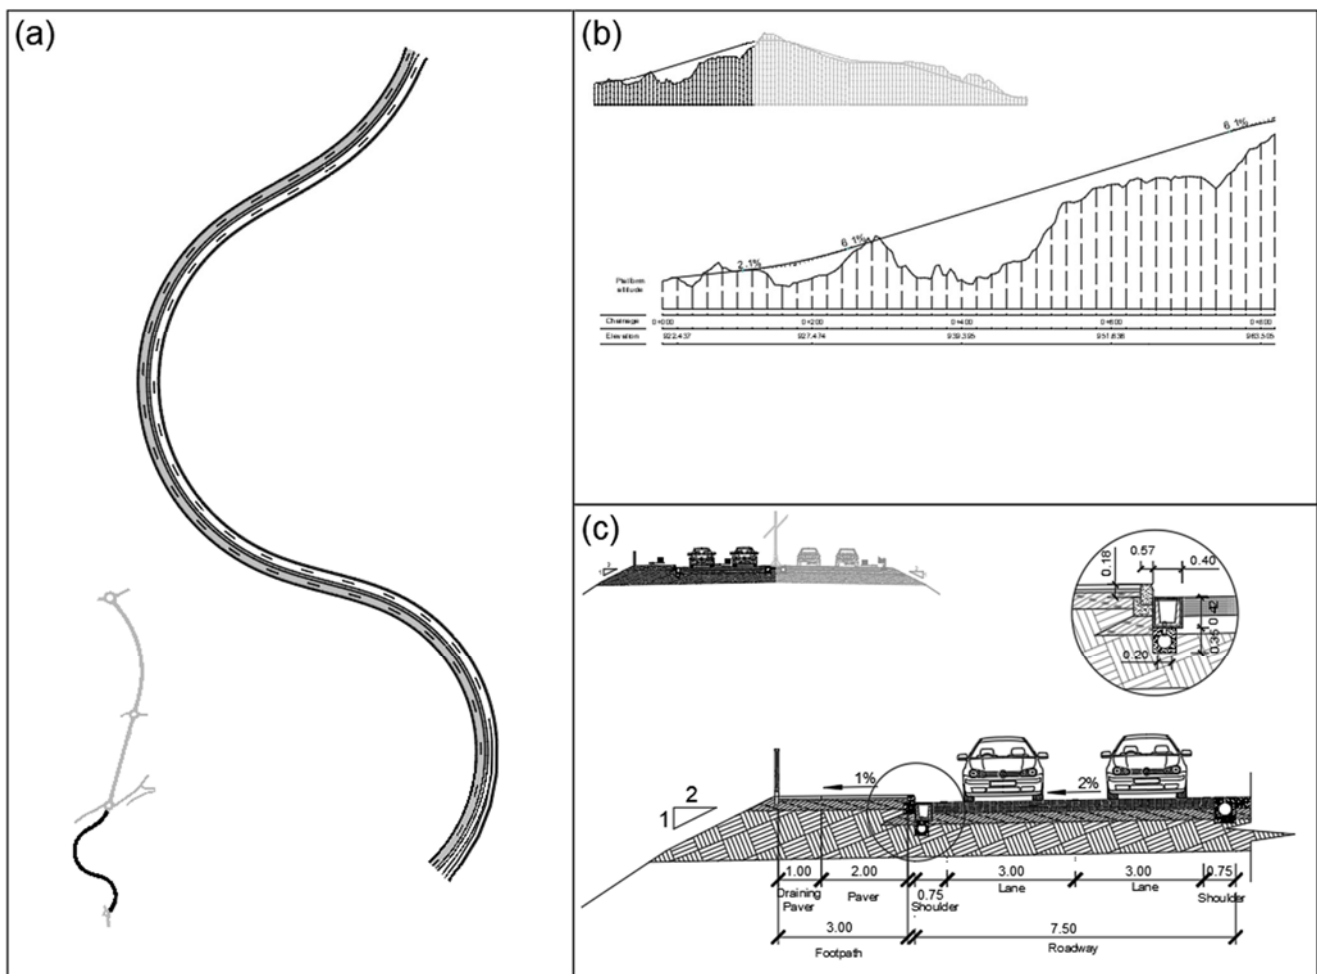 (a)
(b)
6.1%
6.1%
2.1%
Platform
altitude
Chainage 0+000 0+200 0+400 0+600 0+800
Elevation 922.437 927.474 939.395 951.636 963.505
(c)
0.57
0.40
0.18
0.42
0.35
0.20
1%
2%
2
1
1.00 2.00 3.00 3.00 0.75
Draining Paver Lane Lane Shoulder
Paver
0.75
Shoulder
3.00 7.50
Footpath Roadway